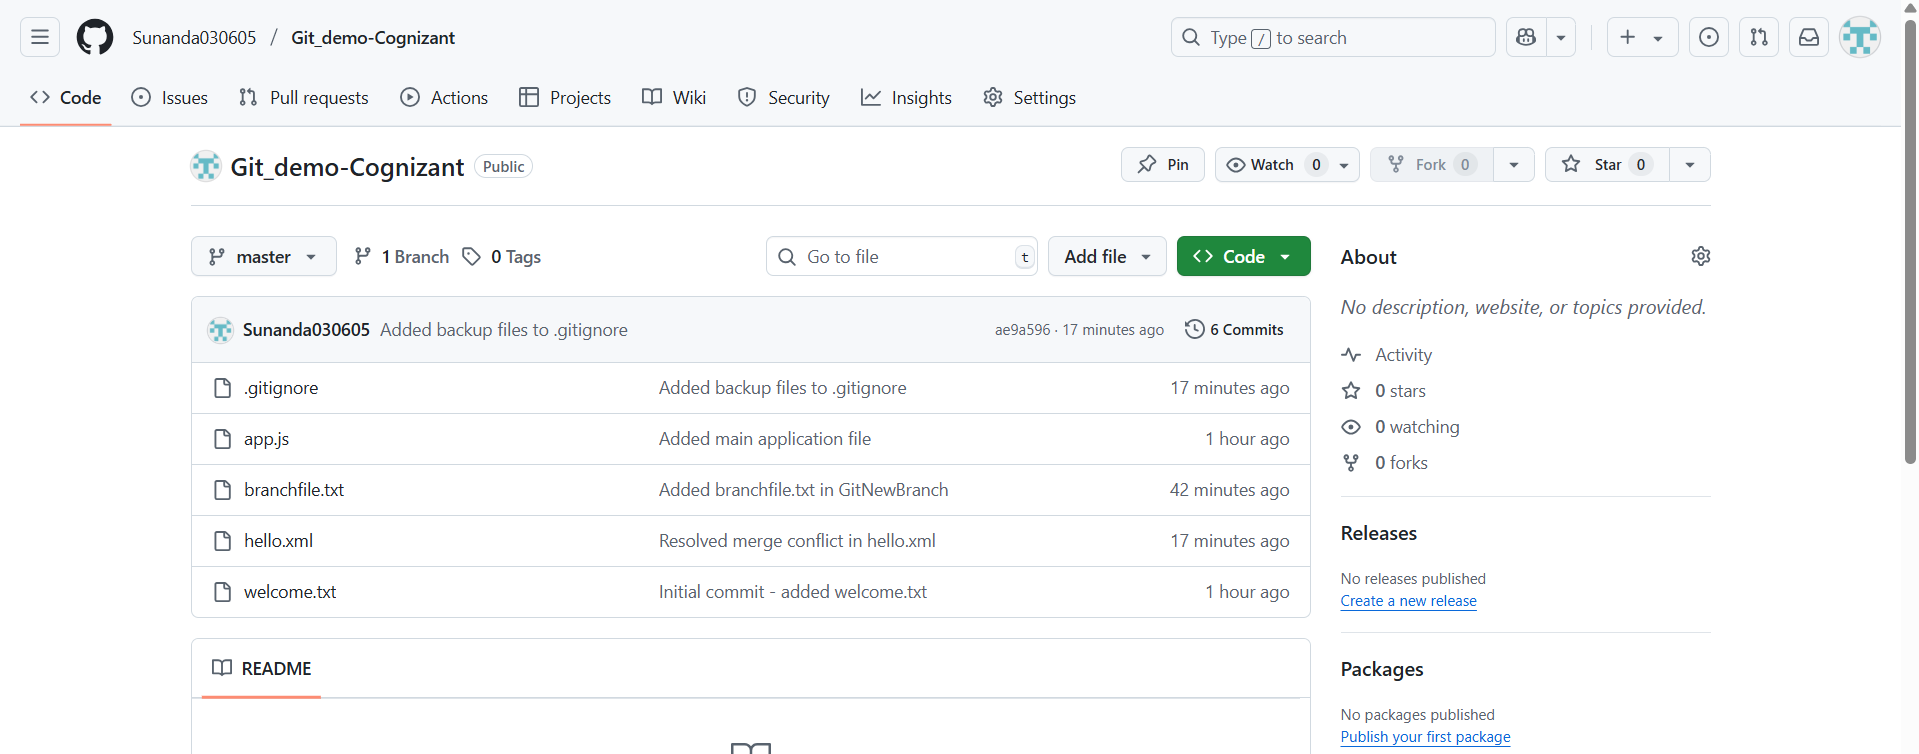 Sunanda030605 / Git_demo-Cognizant
Type / to search
Code Issues Pull requests Actions Projects Wiki Security Insights Settings
Git_demo-Cognizant Public
Pin Watch 0 Fork 0 Star 0
master 1 Branch 0 Tags
Go to file t Add file Code
Sunanda030605 Added backup files to .gitignore ae9a596 · 17 minutes ago 6 Commits
.gitignore Added backup files to .gitignore 17 minutes ago
app.js Added main application file 1 hour ago
branchfile.txt Added branchfile.txt in GitNewBranch 42 minutes ago
hello.xml Resolved merge conflict in hello.xml 17 minutes ago
welcome.txt Initial commit - added welcome.txt 1 hour ago
README
About
No description, website, or topics provided.
Activity
0 stars
0 watching
0 forks
Releases
No releases published
Create a new release
Packages
No packages published
Publish your first package